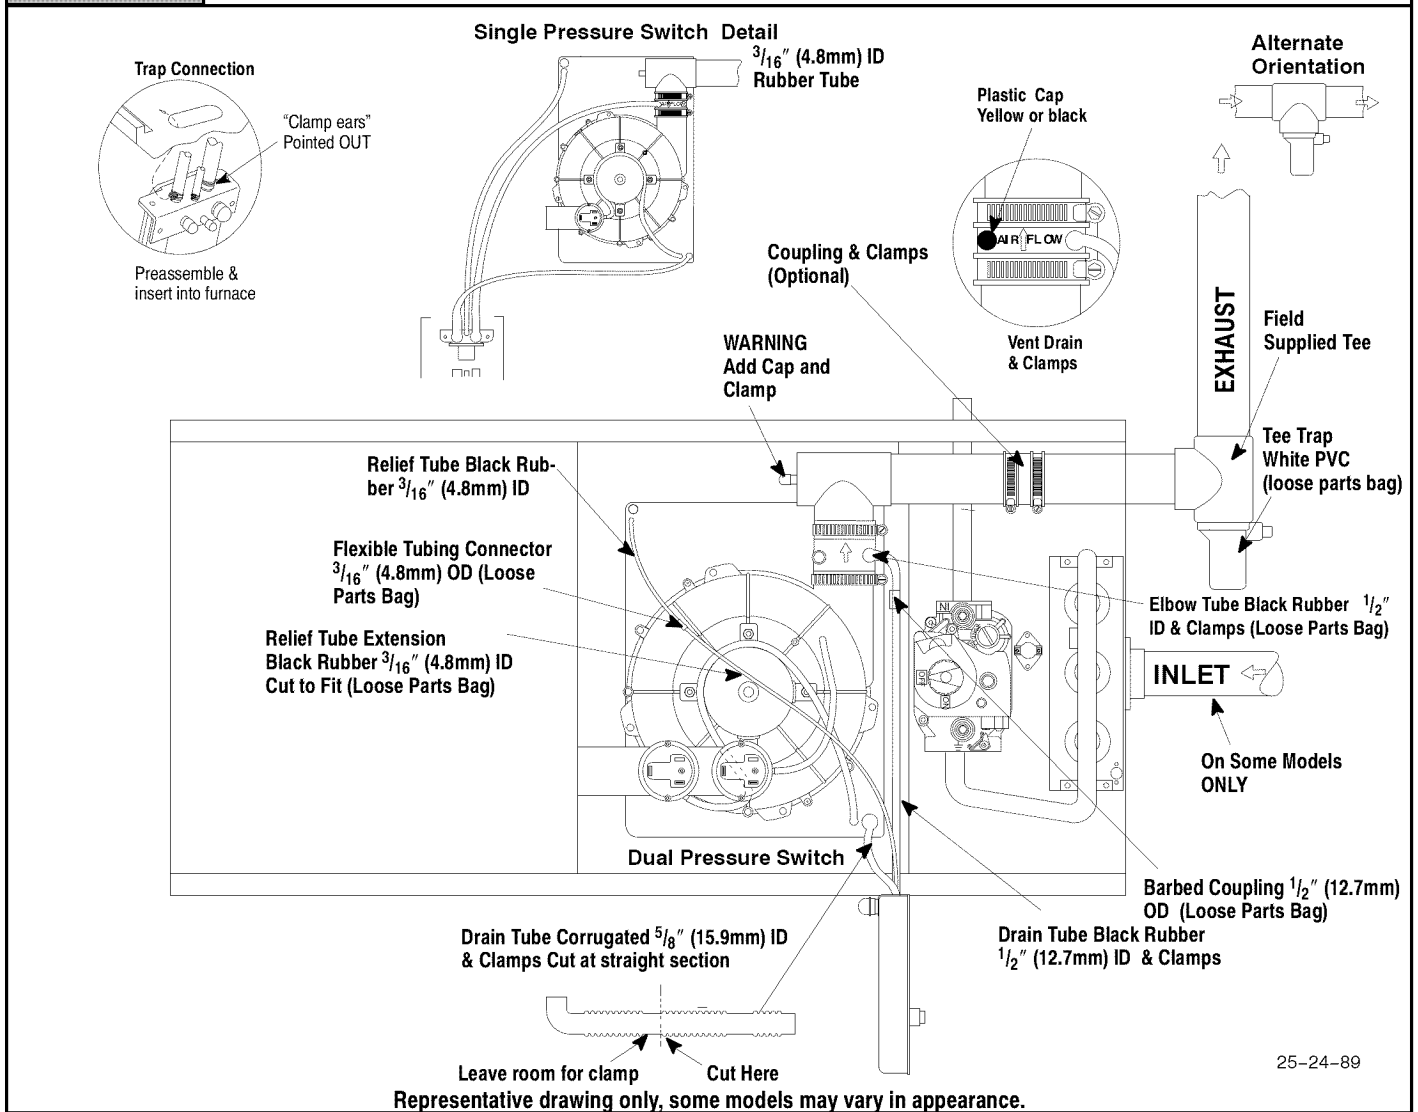 Single Pressure Switch Detail
3/16″ (4.8mm) ID
Rubber Tube
Alternate
Orientation
Trap Connection
“Clamp ears”
Pointed OUT
Preassemble &
insert into furnace
Plastic Cap
Yellow or black
AIR FLOW
AIR FLOW
Vent Drain
& Clamps
Coupling & Clamps
(Optional)
WARNING
Add Cap and
Clamp
EXHAUST
Field
Supplied Tee
Tee Trap
White PVC
(loose parts bag)
Relief Tube Black Rub-
ber 3/16″ (4.8mm) ID
Flexible Tubing Connector
3/16″ (4.8mm) OD (Loose
Parts Bag)
Relief Tube Extension
Black Rubber 3/16″ (4.8mm) ID
Cut to Fit (Loose Parts Bag)
Elbow Tube Black Rubber 1/2″
ID & Clamps (Loose Parts Bag)
IN
INLET
On Some Models
ONLY
Dual Pressure Switch
Barbed Coupling 1/2″ (12.7mm)
OD (Loose Parts Bag)
Drain Tube Black Rubber
1/2″ (12.7mm) ID & Clamps
Drain Tube Corrugated 5/8″ (15.9mm) ID
& Clamps Cut at straight section
Leave room for clamp
Cut Here
25-24-89
Representative drawing only, some models may vary in appearance.